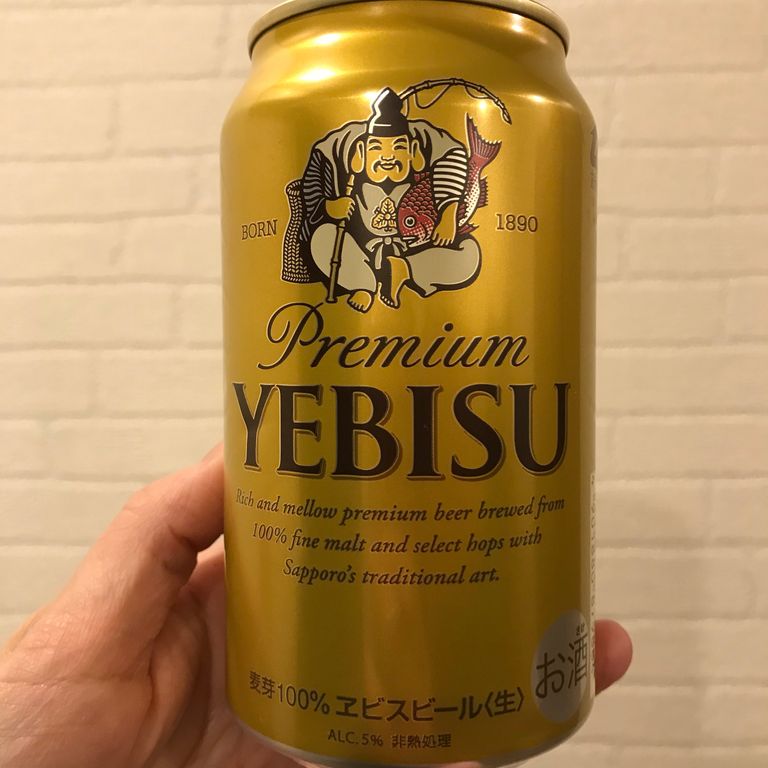 BORN 1890
Premium
YEBISU
Rich and mellow premium beer brewed from
100% fine malt and select hops with
Sapporo's traditional art.
さけ
お酒
麦芽100% ヱビスビール〈生〉
ALC.5% 非熱処理